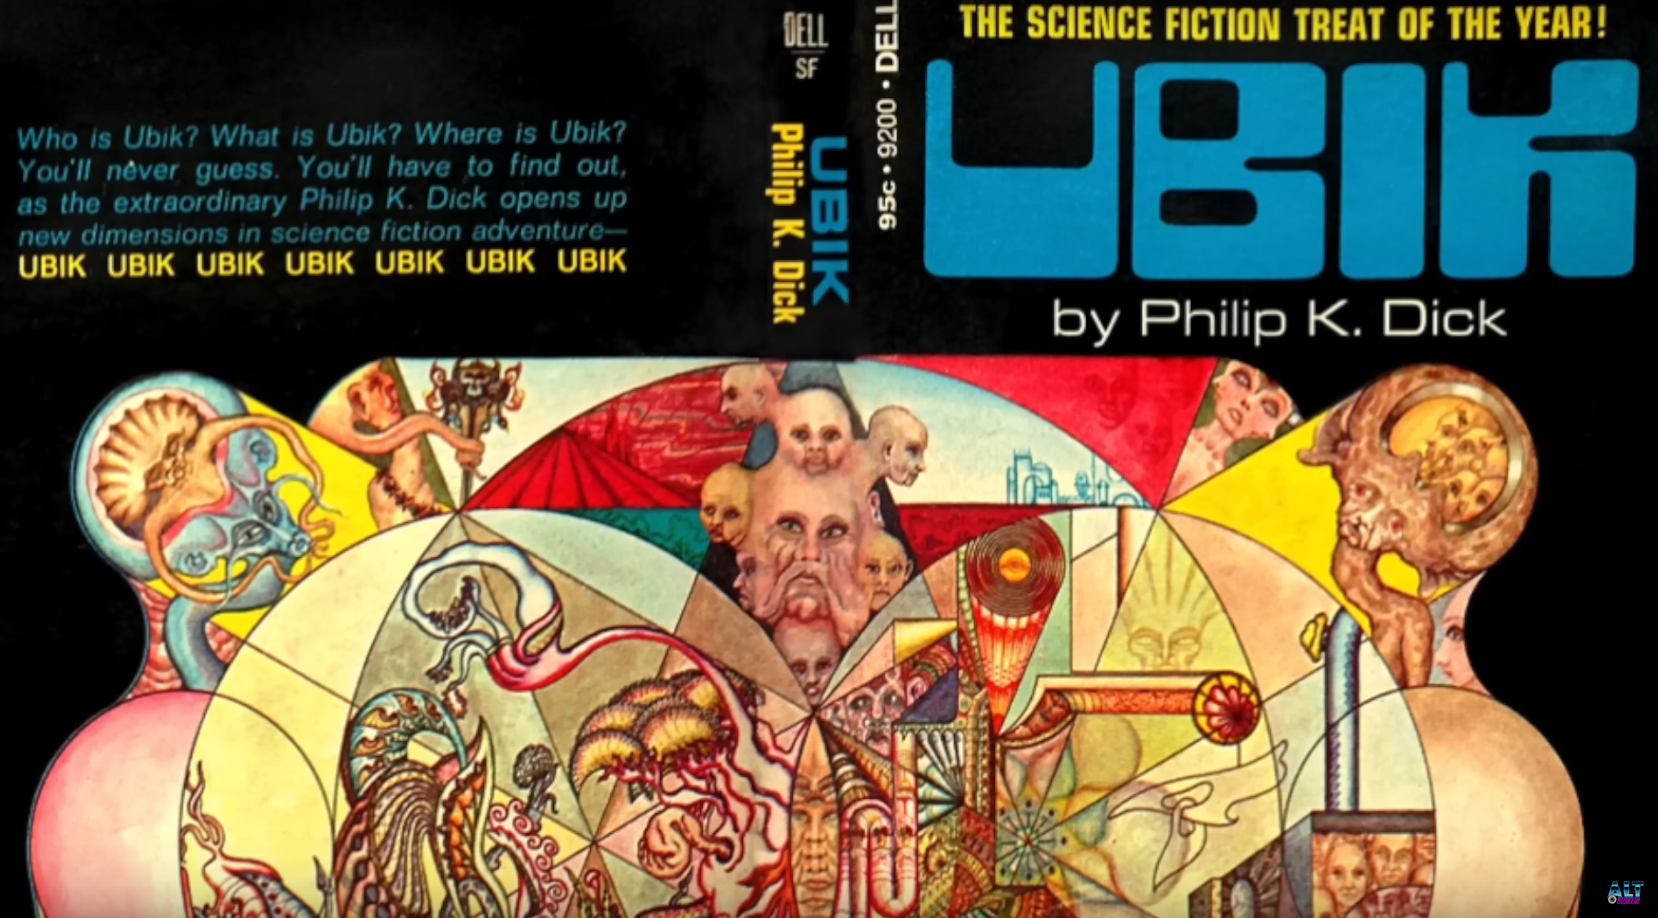 Who is Ubik? What is Ubik? Where is Ubik?
You'll never guess. You'll have to find out,
as the extraordinary Philip K. Dick opens up
new dimensions in science fiction adventure—
UBIK UBIK UBIK UBIK UBIK UBIK UBIK
DELL
SF
UBIK
Philip K. Dick
95c • 9200 • DELL
THE SCIENCE FICTION TREAT OF THE YEAR!
UBIK
by Philip K. Dick
ALT